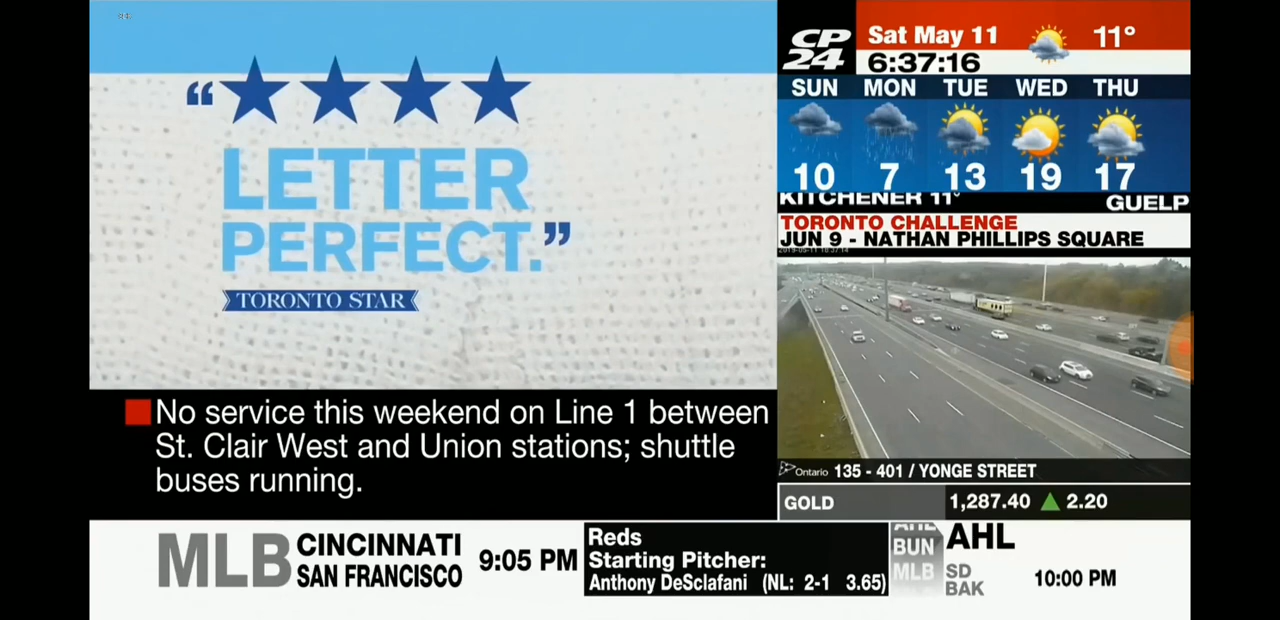 “★★★★
LETTER
PERFECT.”
TORONTO STAR
CP
24
Sat May 11
11°
6:37:16
SUN MON TUE WED THU
10 7 13 19 17
KITCHENER 11°
GUELP
TORONTO CHALLENGE
JUN 9 - NATHAN PHILLIPS SQUARE
Ontario 135 - 401 / YONGE STREET
GOLD 1,287.40 ▲ 2.20
No service this weekend on Line 1 between
St. Clair West and Union stations; shuttle
buses running.
MLB
CINCINNATI
SAN FRANCISCO
9:05 PM
Reds
Starting Pitcher:
Anthony DeSclafani (NL: 2-1 3.65)
AHL
BUN
MLB
AHL
SD
BAK
10:00 PM